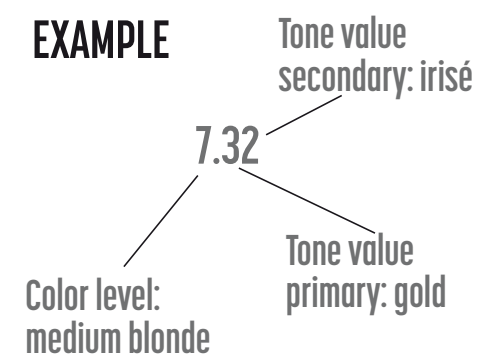 EXAMPLE
Tone value
secondary: irisé
7.32
Tone value
primary: gold
Color level:
medium blonde